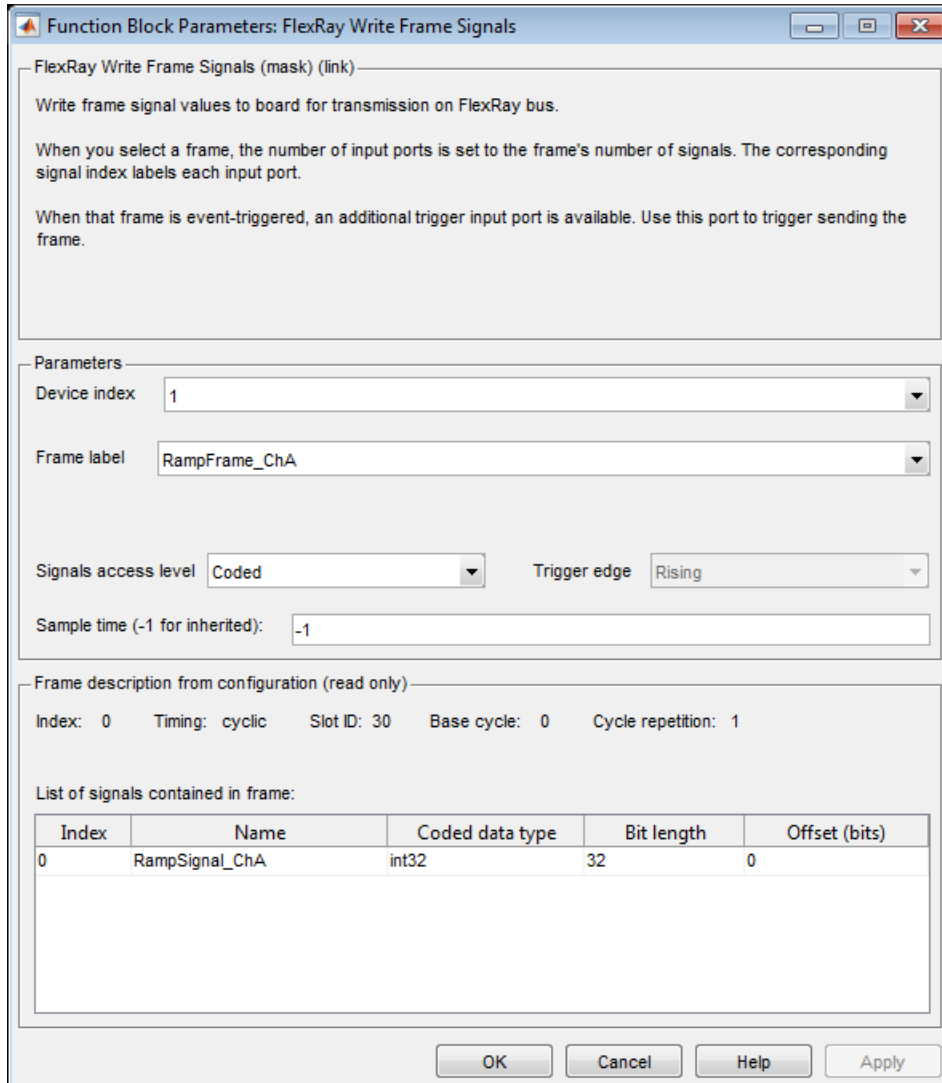 Function Block Parameters: FlexRay Write Frame Signals
FlexRay Write Frame Signals (mask) (link)
Write frame signal values to board for transmission on FlexRay bus.
When you select a frame, the number of input ports is set to the frame's number of signals. The corresponding
signal index labels each input port.
When that frame is event-triggered, an additional trigger input port is available. Use this port to trigger sending the
frame.
Parameters
Device index 1
Frame label RampFrame_ChA
Signals access level Coded Trigger edge Rising
Sample time (-1 for inherited): -1
Frame description from configuration (read only)
Index: 0 Timing: cyclic Slot ID: 30 Base cycle: 0 Cycle repetition: 1
List of signals contained in frame:
Index Name Coded data type Bit length Offset (bits)
0 RampSignal_ChA int32 32 0
OK Cancel Help Apply